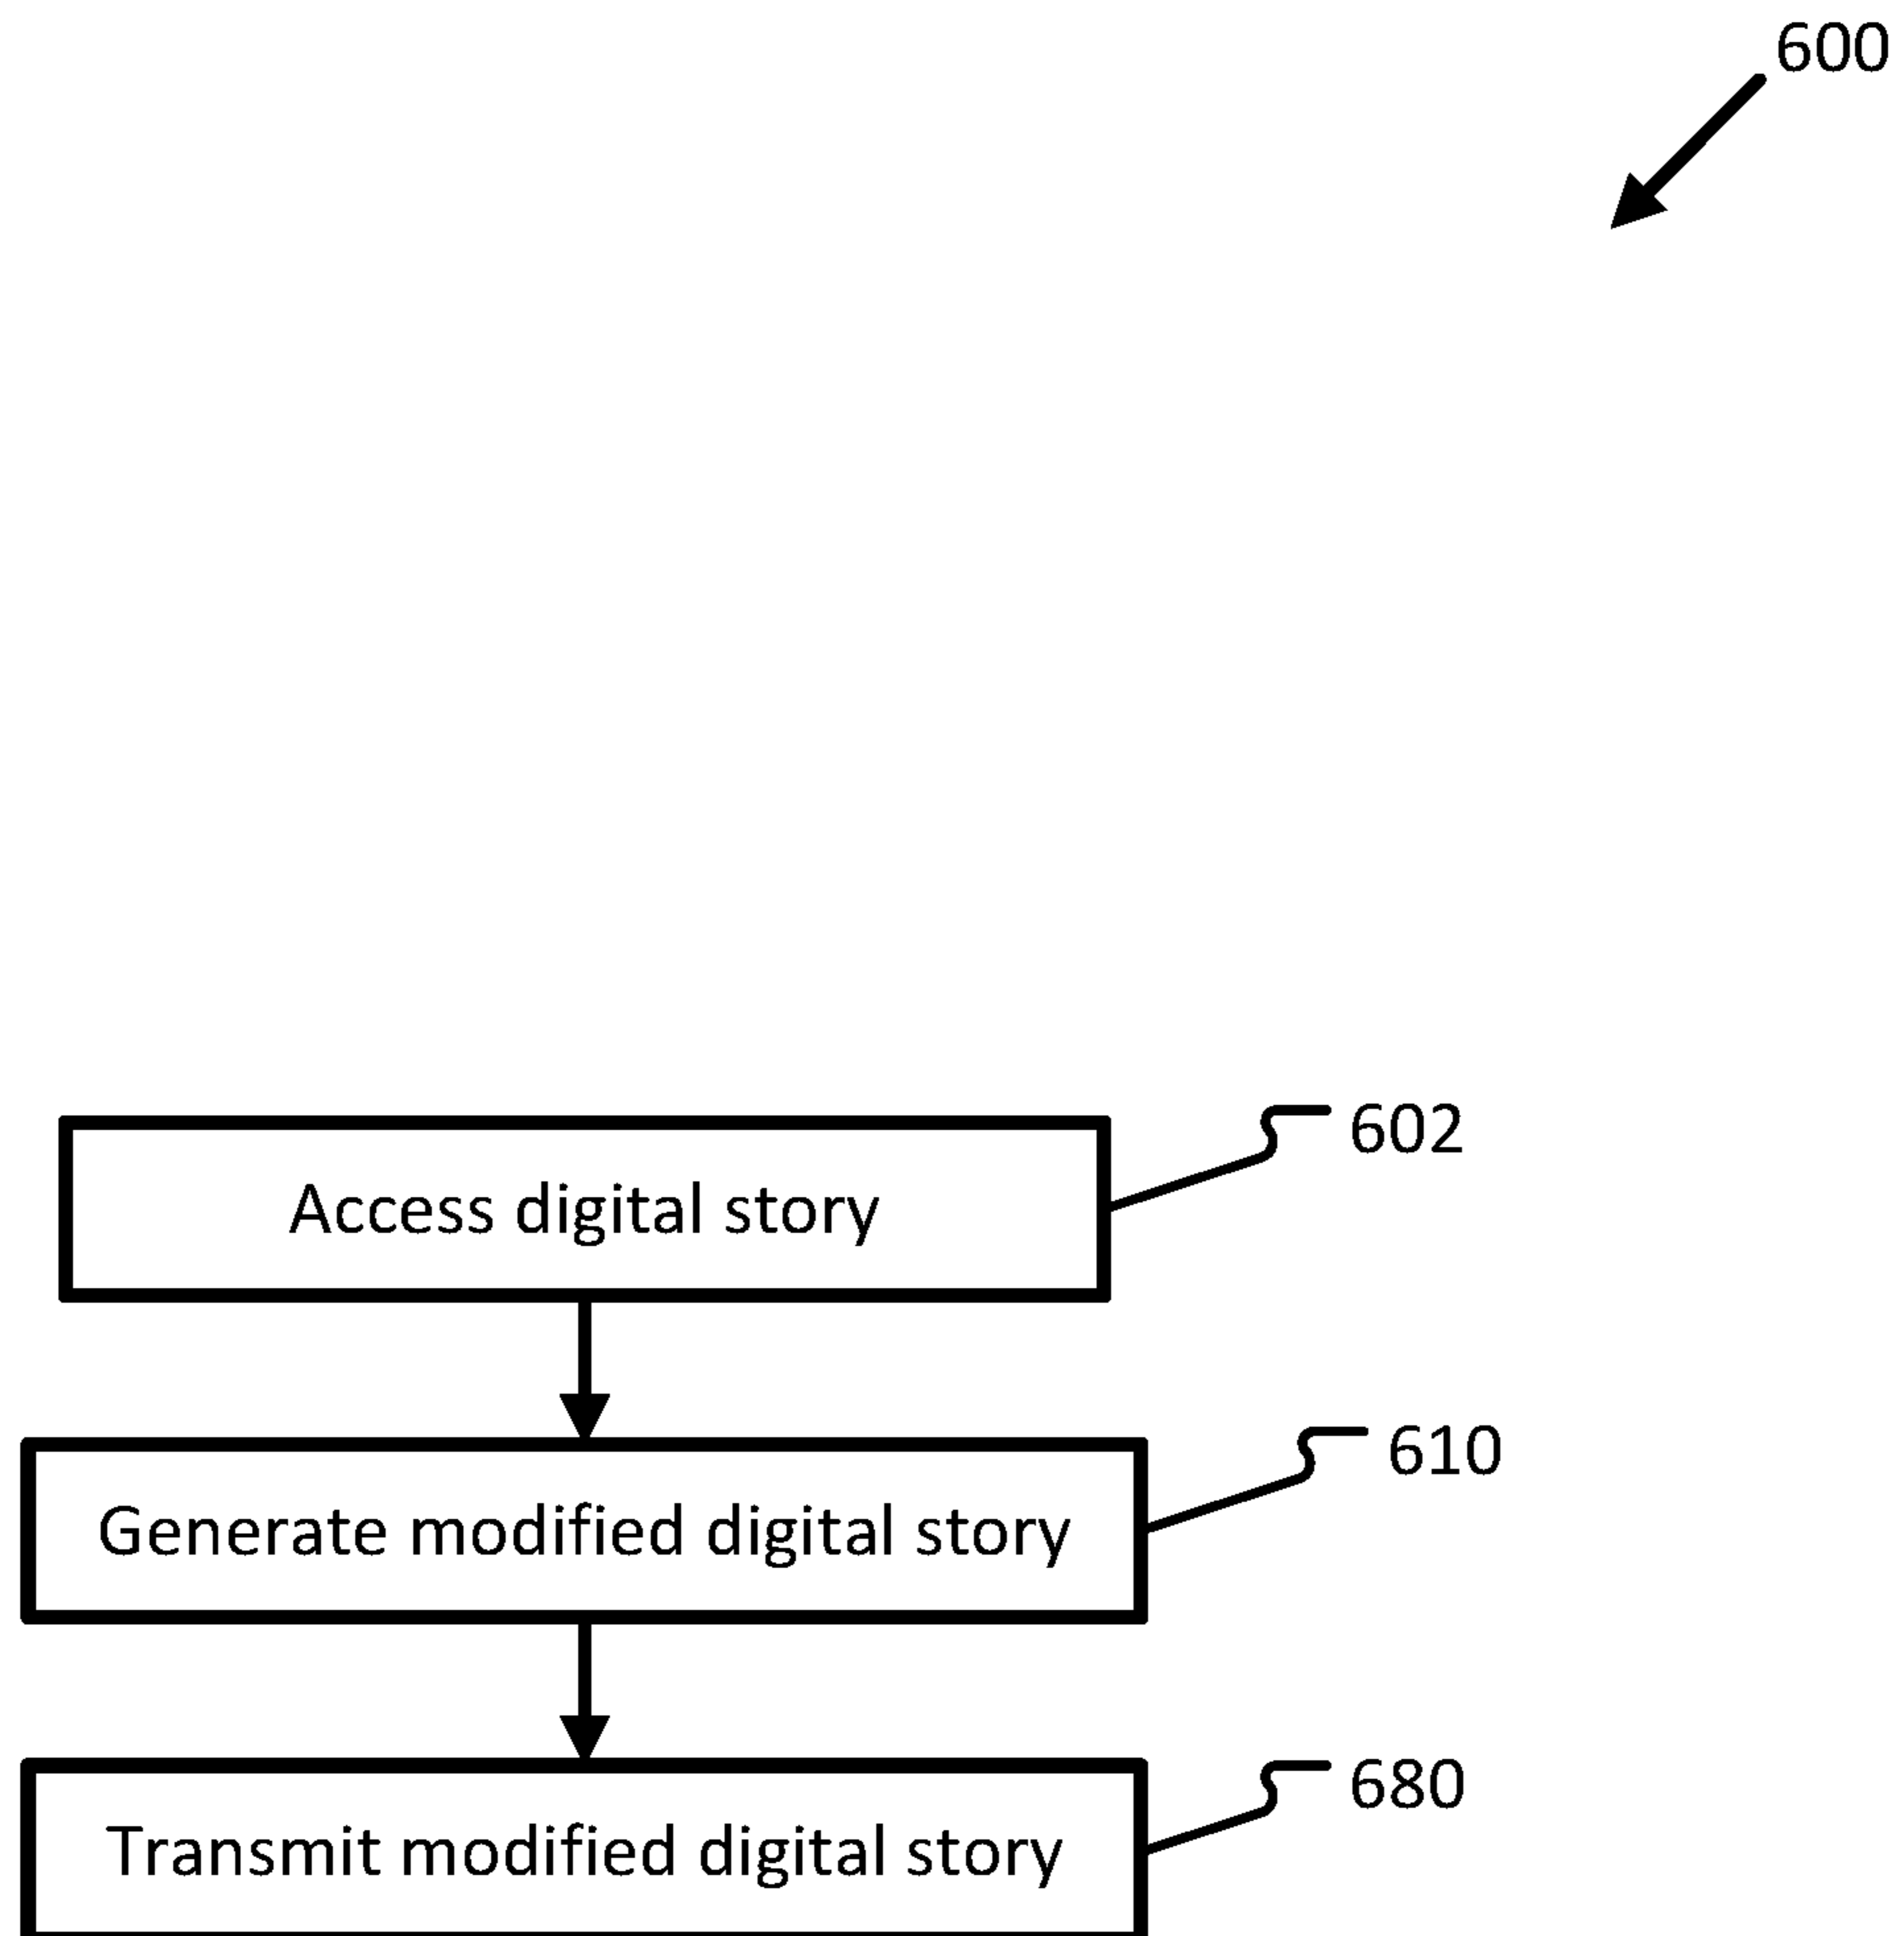 600
Access digital story
602
Generate modified digital story
610
Transmit modified digital story
680